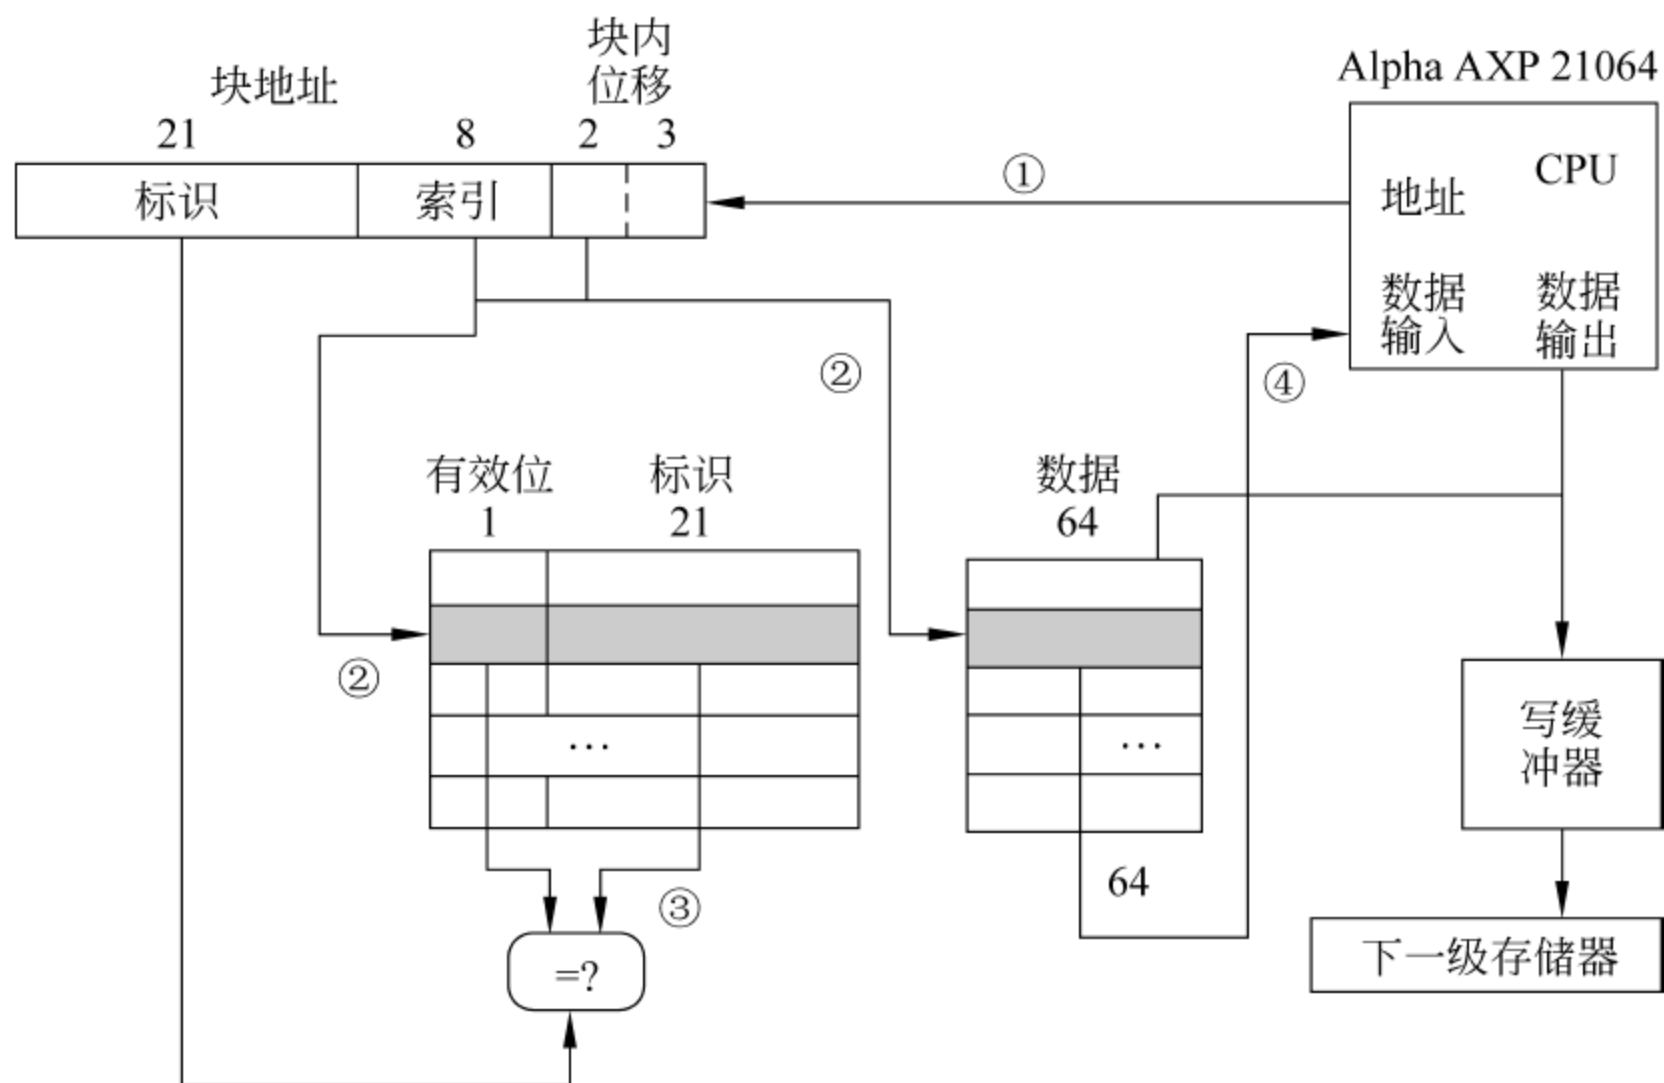 块内
位移
块地址
21
8
2
3
标识
索引
①
Alpha AXP 21064
CPU
地址
数据
输入
数据
输出
②
④
有效位
1
标识
21
数据
64
②
…
…
③
64
=?
写缓
冲器
下一级存储器